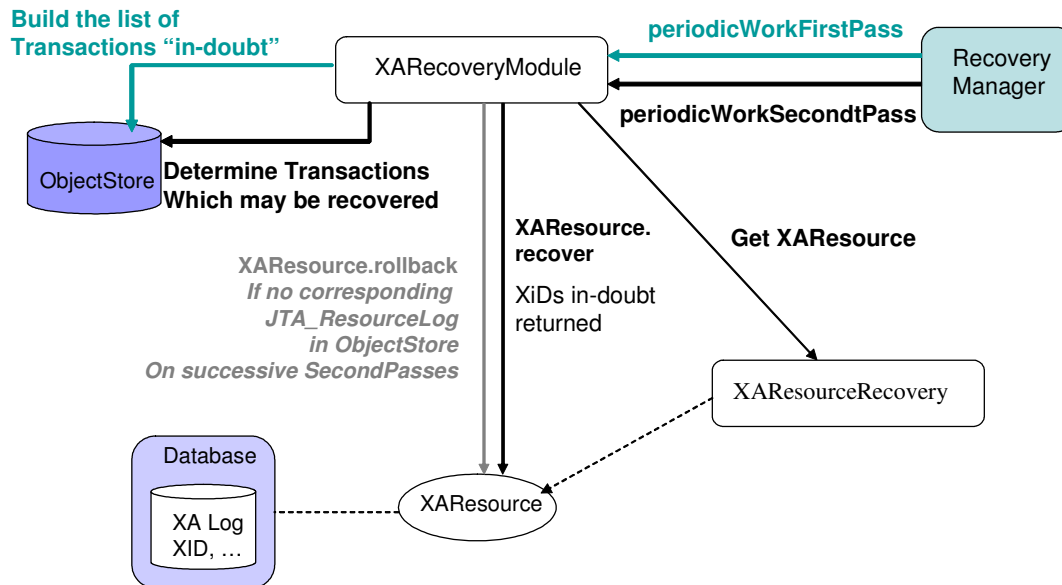 Build the list of
Transactions “in-doubt”
XARecoveryModule
periodicWorkFirstPass
periodicWorkSecondtPass
Recovery
Manager
ObjectStore
Determine Transactions
Which may be recovered
XAResource.rollback
If no corresponding
JTA_ResourceLog
in ObjectStore
On successive SecondPasses
XAResource.
recover
XiDs in-doubt
returned
Get XAResource
XAResourceRecovery
Database
XA Log
XID, …
XAResource